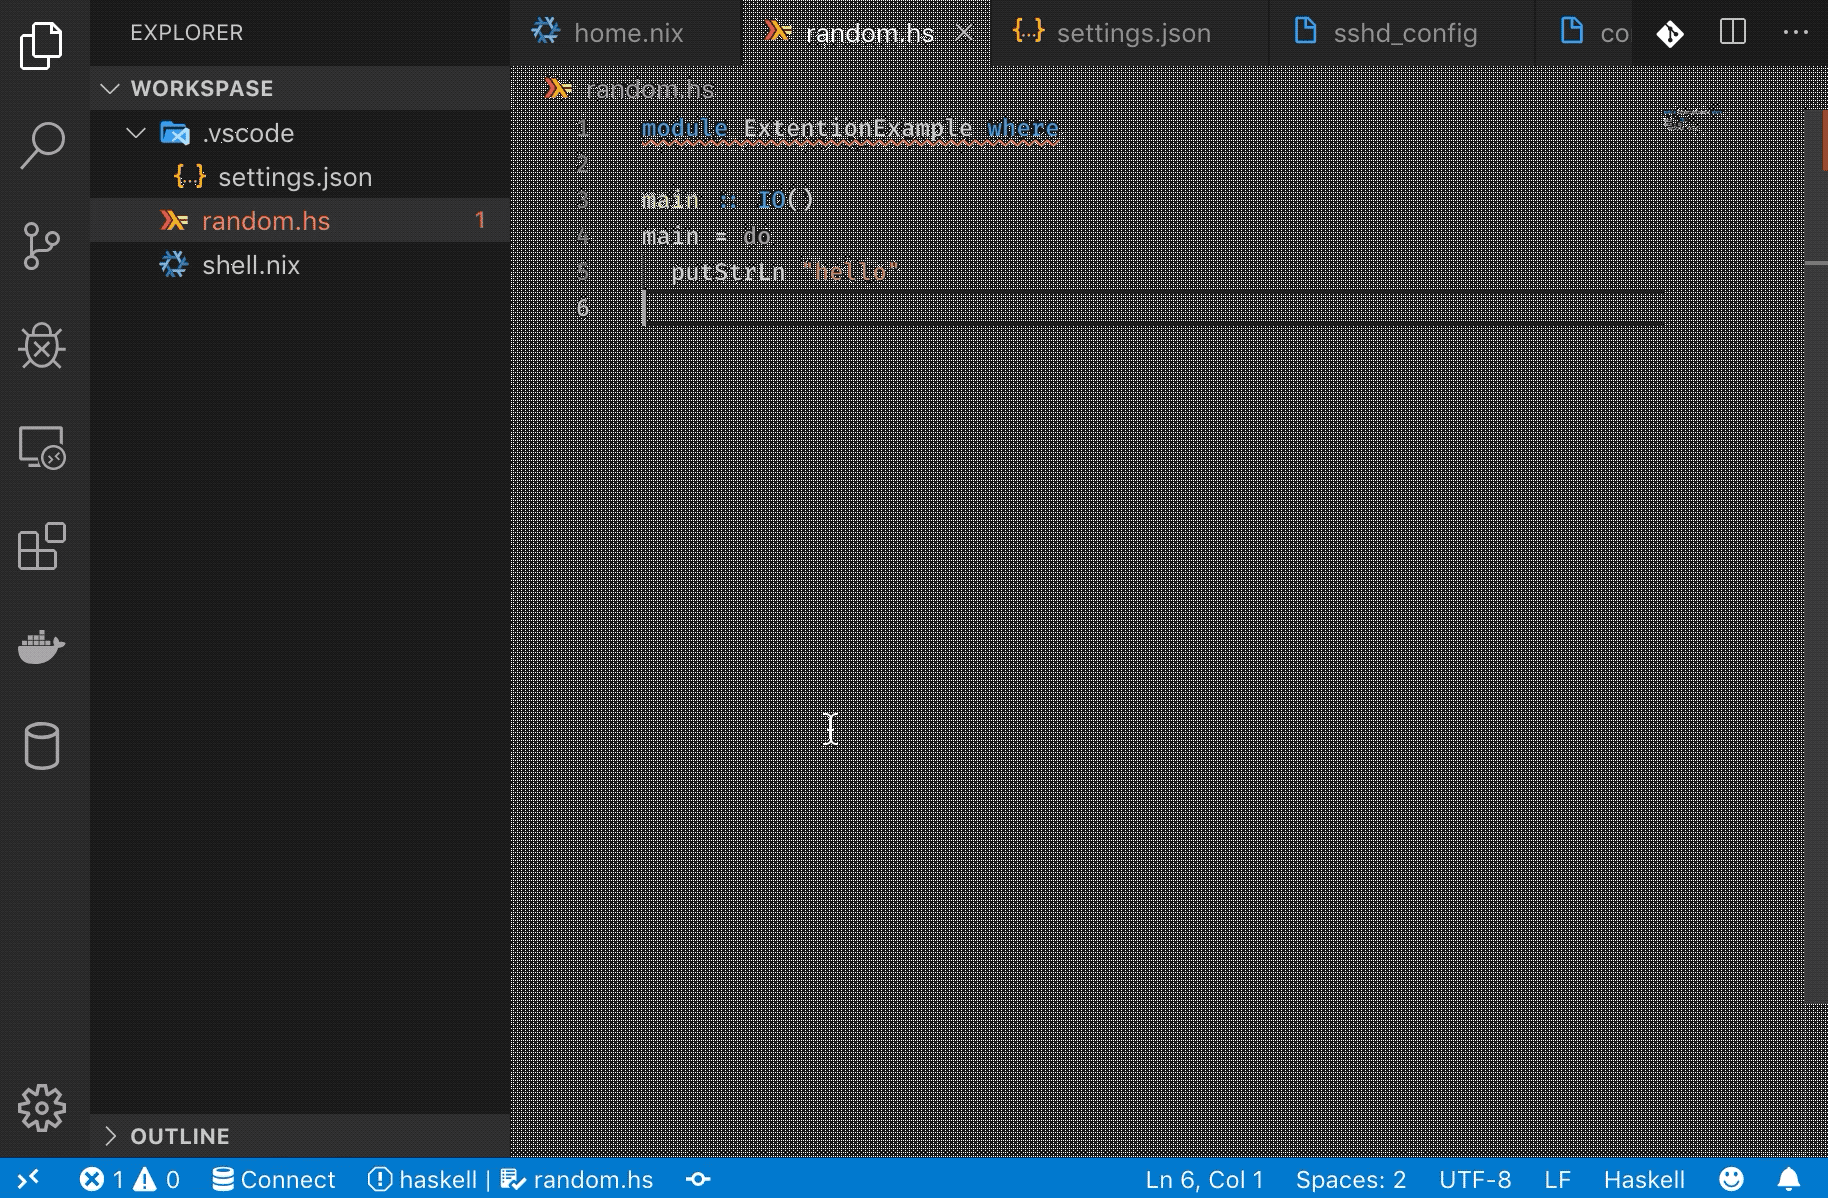 EXPLORER
WORKSPASE
.vscode
{..} settings.json
random.hs 1
shell.nix
OUTLINE
home.nix
random.hs
{..} settings.json
sshd_config
co
random.hs
1 module ExtentionExample where
2
3 main :: IO()
4 main = do
5 putStrLn "hello"
6
1 0 Connect haskell | random.hs Ln 6, Col 1 Spaces: 2 UTF-8 LF Haskell